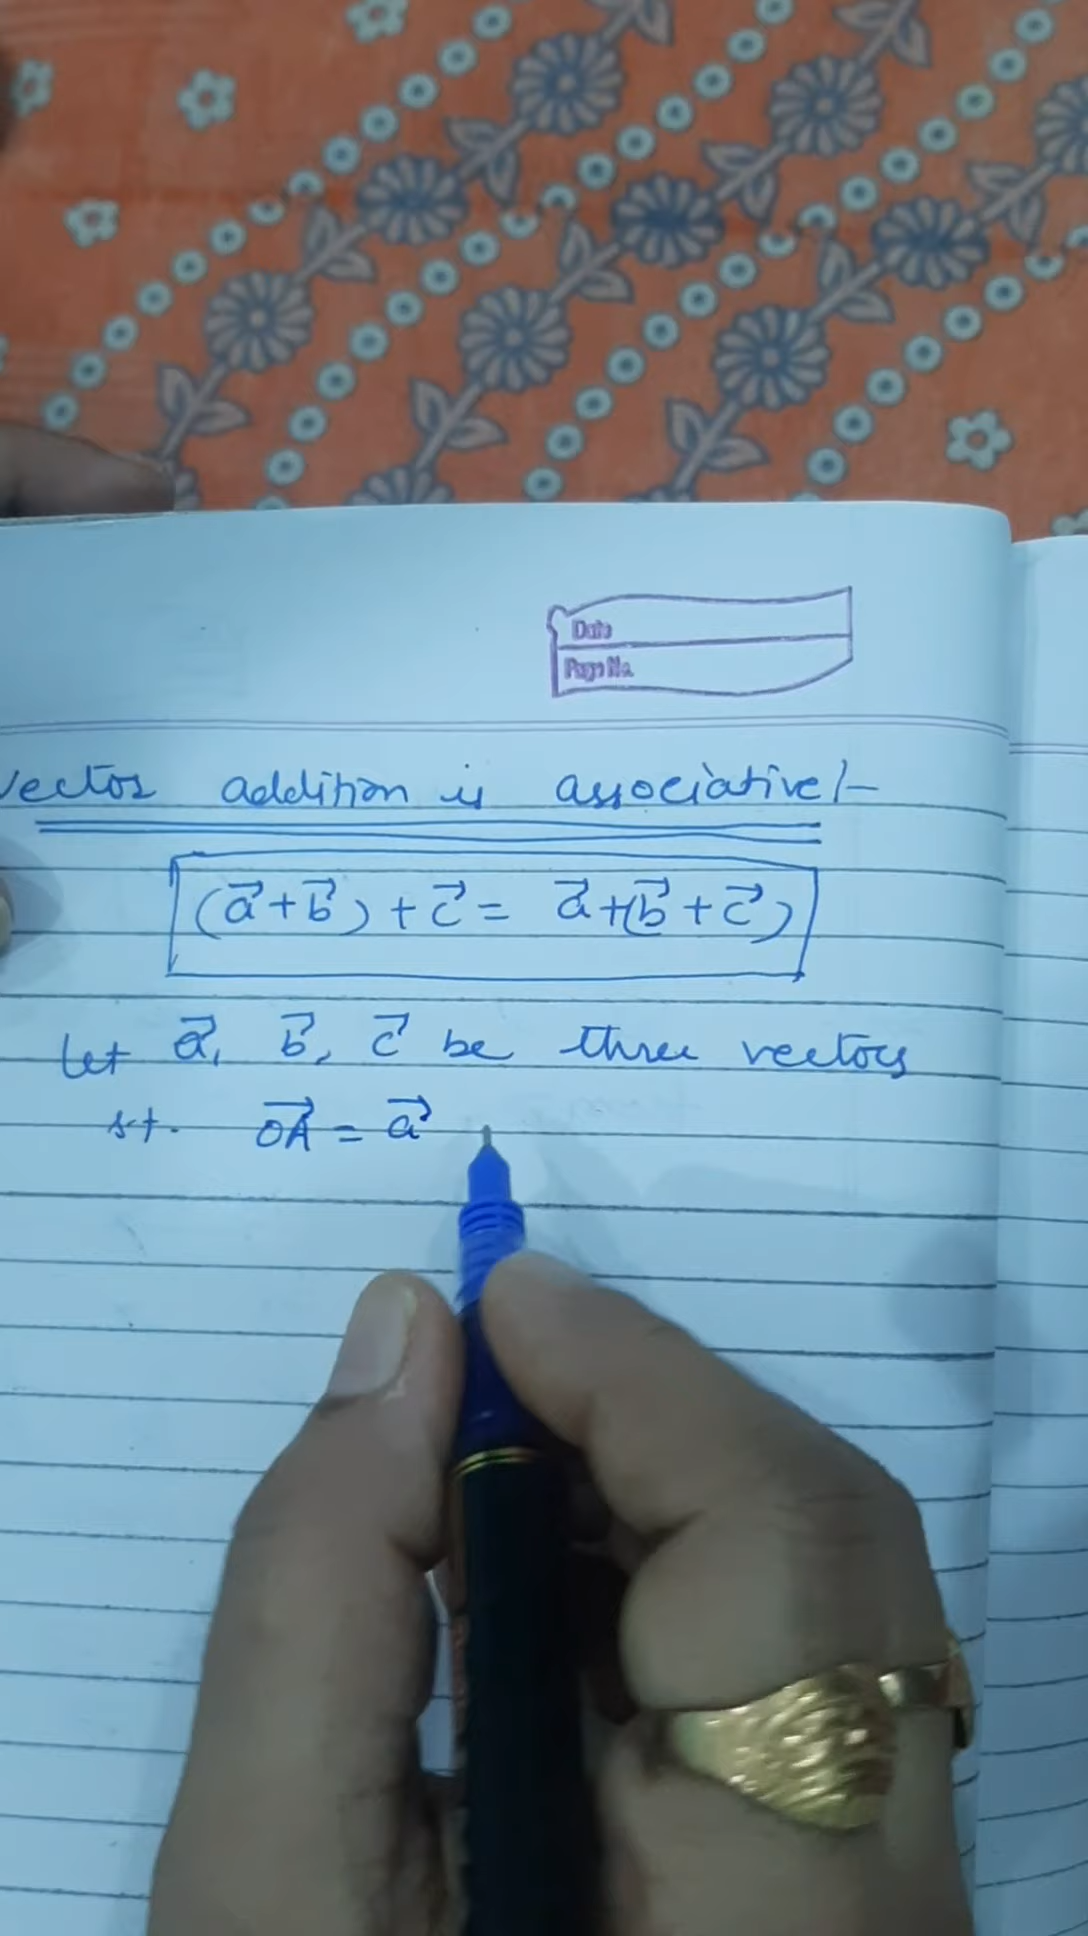 Date
Page No.
Vector addition is associative:-
(a⃗+b⃗)+c⃗ = a⃗+(b⃗+c⃗)
Let a⃗, b⃗, c⃗ be three vectors
s.t. OA⃗ = a⃗